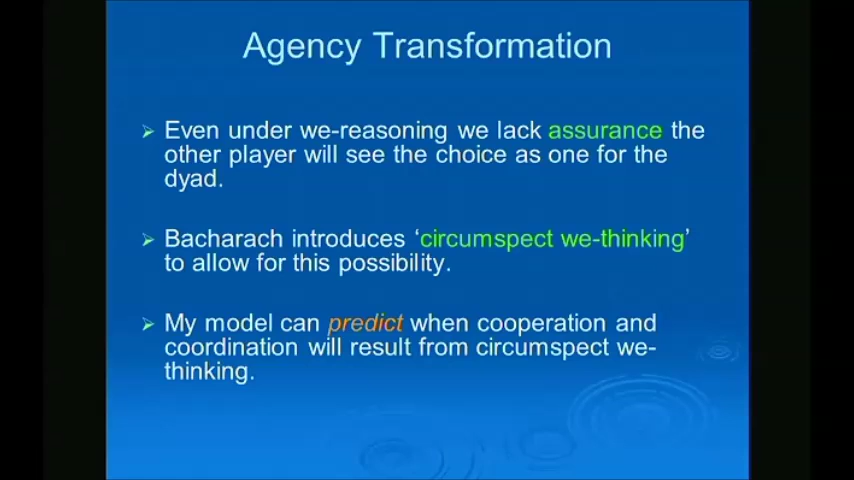 Agency Transformation
Even under we-reasoning we lack assurance the
other player will see the choice as one for the
dyad.
Bacharach introduces ‘circumspect we-thinking’
to allow for this possibility.
My model can predict when cooperation and
coordination will result from circumspect we-
thinking.